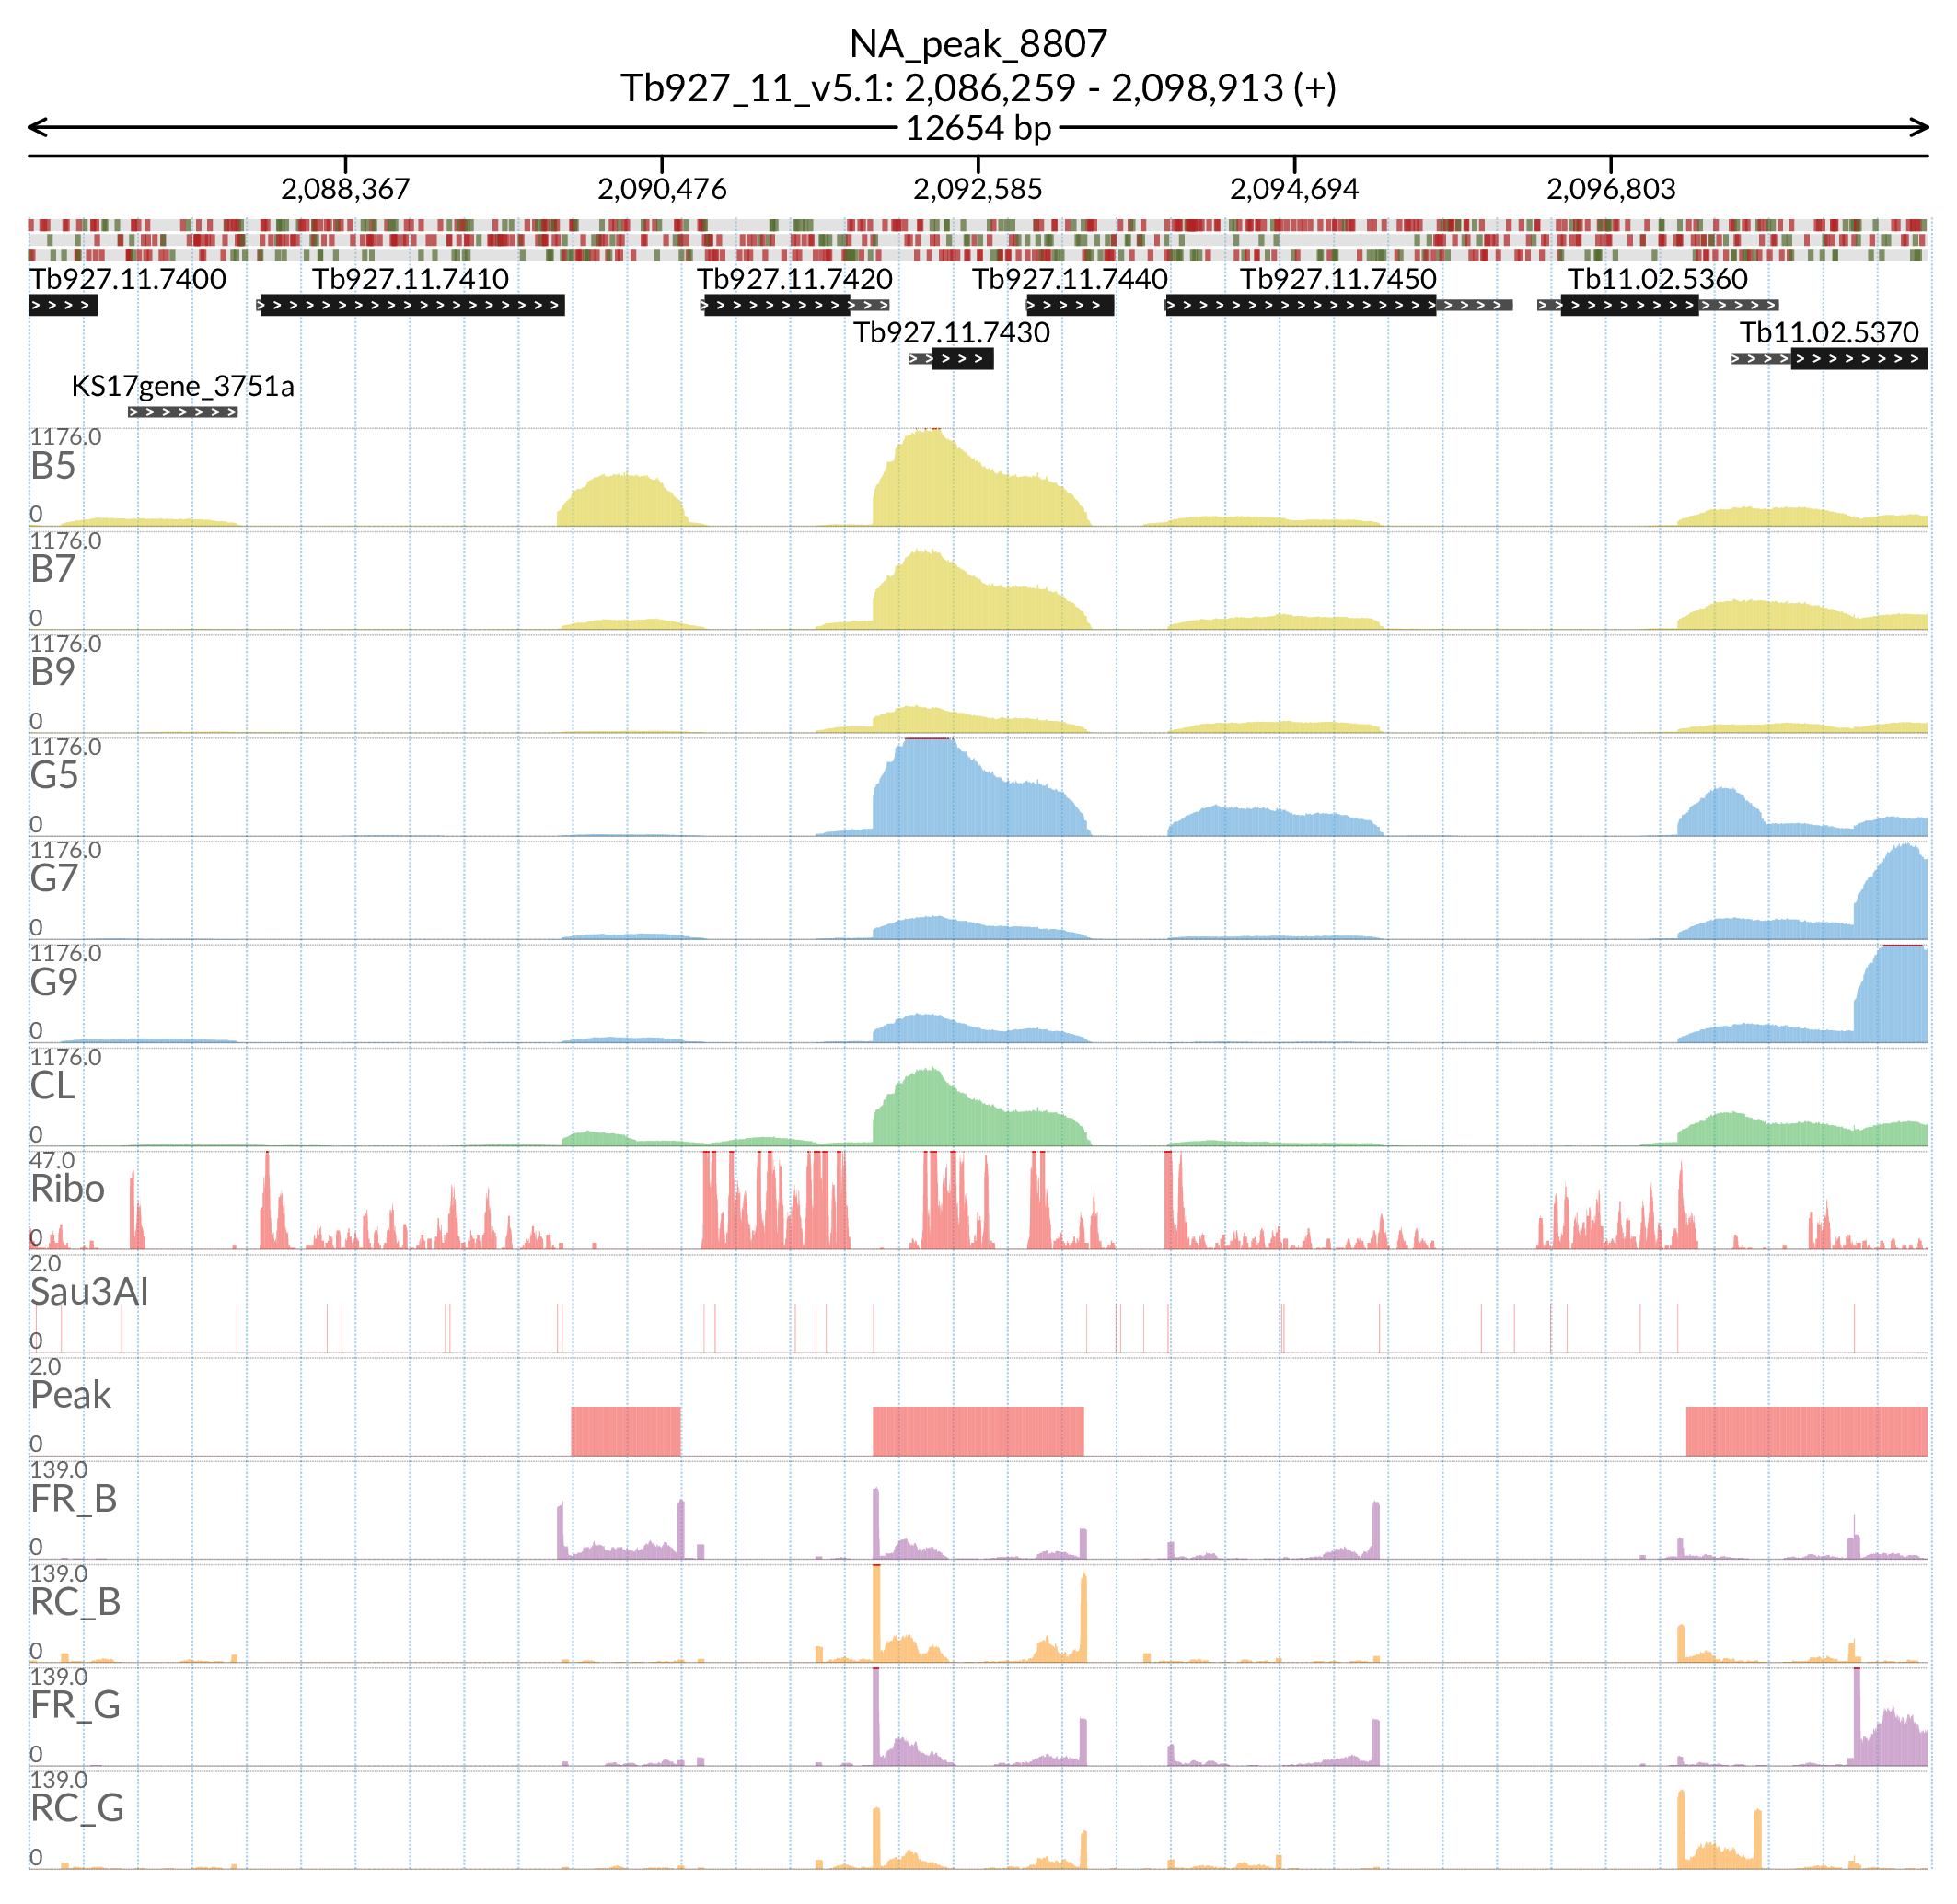 NA_peak_8807
Tb927_11_v5.1: 2,086,259 - 2,098,913 (+)
12654 bp
2,088,367 2,090,476 2,092,585 2,094,694 2,096,803
Tb927.11.7400 Tb927.11.7410 Tb927.11.7420 Tb927.11.7440 Tb927.11.7450 Tb11.02.5360
Tb927.11.7430 Tb11.02.5370
KS17gene_3751a
1176.0
B5
0
1176.0
B7
0
1176.0
B9
0
1176.0
G5
0
1176.0
G7
0
1176.0
G9
0
1176.0
CL
0
47.0
Ribo
0
2.0
Sau3AI
0
2.0
Peak
0
139.0
FR_B
0
139.0
RC_B
0
139.0
FR_G
0
139.0
RC_G
0